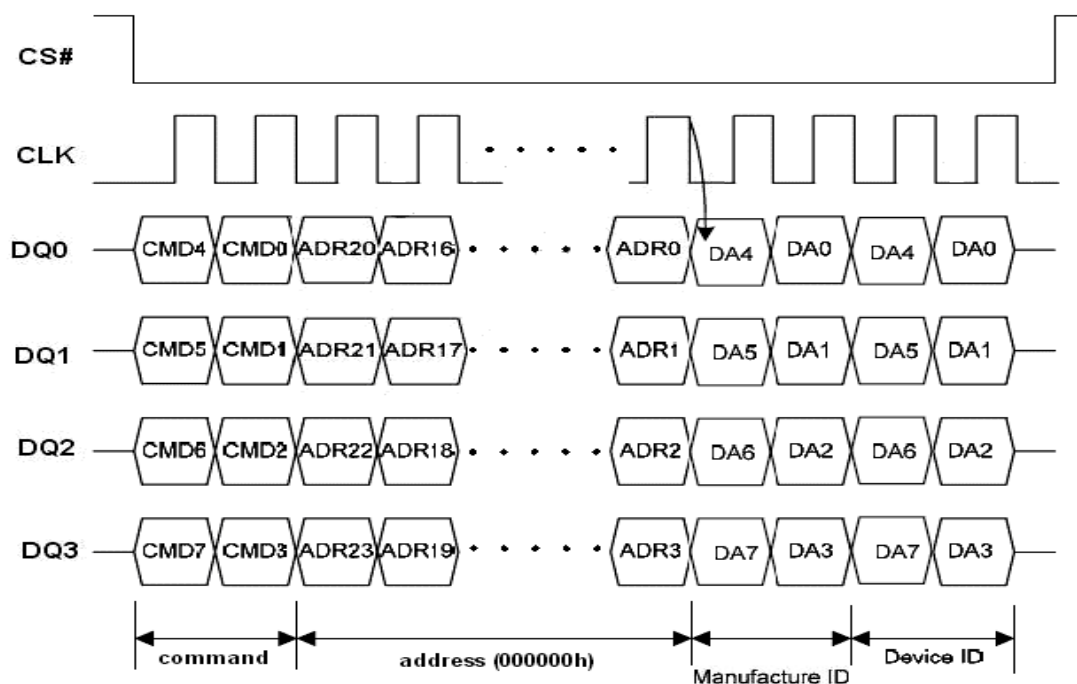 CS#
CLK
DQ0 CMD4 CMD0 ADR20 ADR16 ADR0 DA4 DA0 DA4 DA0
DQ1 CMD5 CMD1 ADR21 ADR17 ADR1 DA5 DA1 DA5 DA1
DQ2 CMD6 CMD2 ADR22 ADR18 ADR2 DA6 DA2 DA6 DA2
DQ3 CMD7 CMD3 ADR23 ADR19 ADR3 DA7 DA3 DA7 DA3
command address (000000h) Manufacture ID Device ID